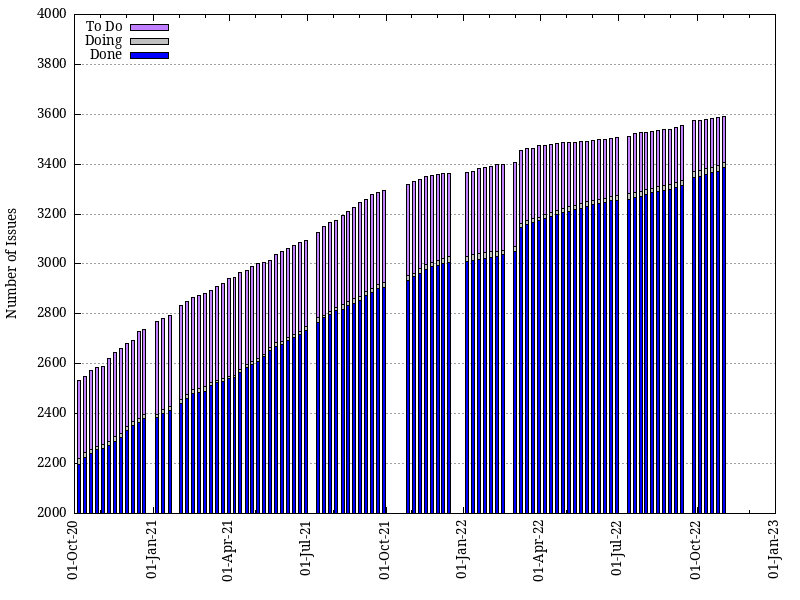 4000
3800
3600
3400
3200
3000
2800
2600
2400
2200
2000
Number of Issues
To Do
Doing
Done
01-Oct-20
01-Jan-21
01-Apr-21
01-Jul-21
01-Oct-21
01-Jan-22
01-Apr-22
01-Jul-22
01-Oct-22
01-Jan-23